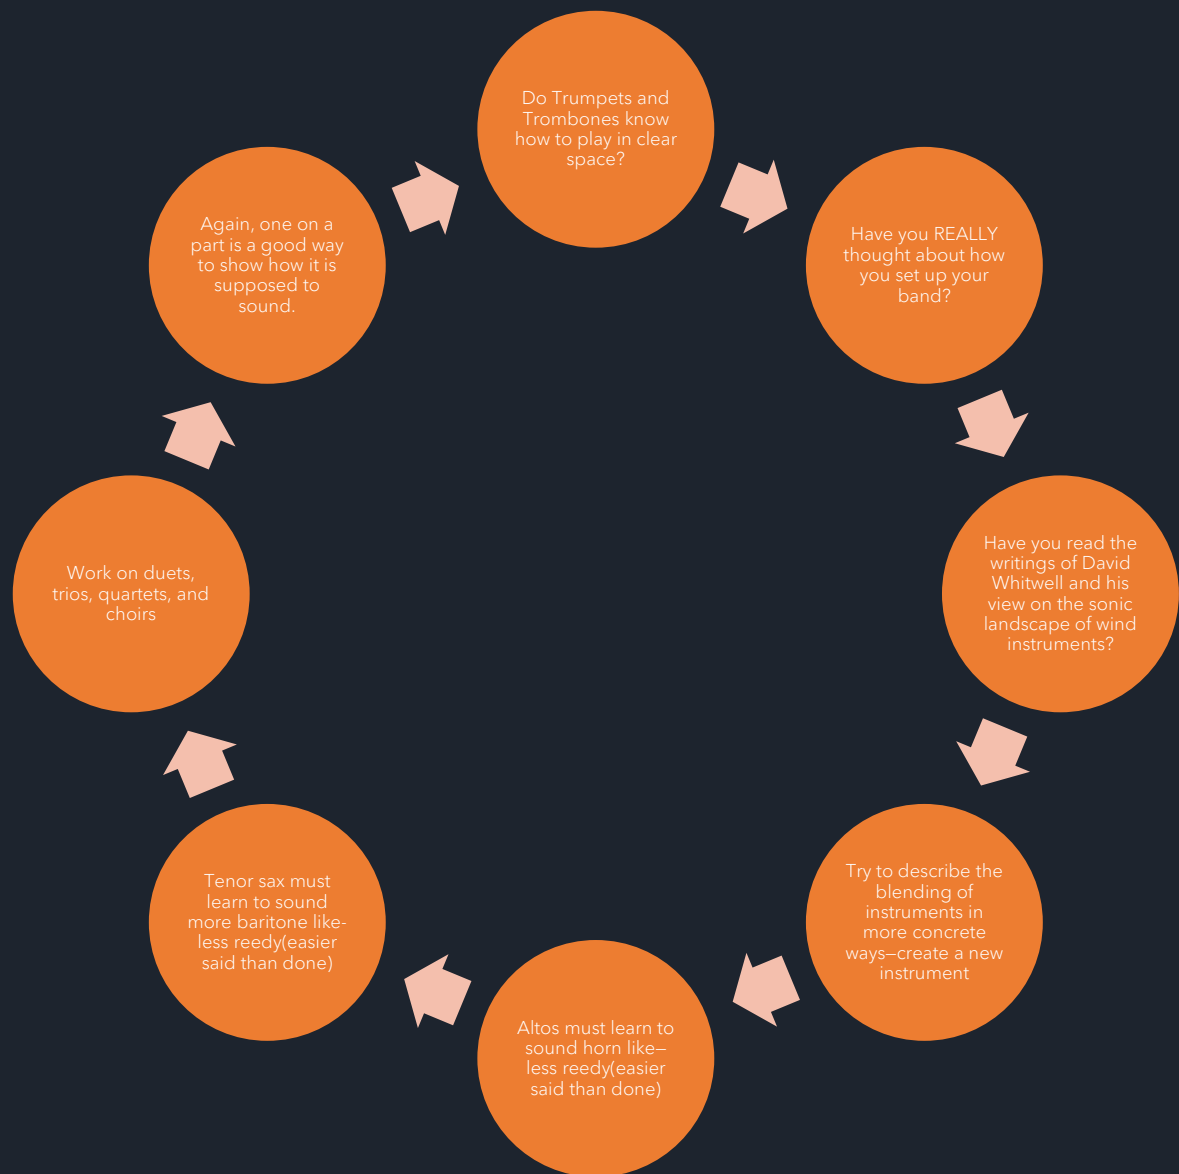 Do Trumpets and
Trombones know
how to play in clear
space?
Have you REALLY
thought about how
you set up your
band?
Have you read the
writings of David
Whitwell and his
view on the sonic
landscape of wind
instruments?
Try to describe the
blending of
instruments in
more concrete
ways—create a new
instrument
Altos must learn to
sound horn like—
less reedy(easier
said than done)
Tenor sax must
learn to sound
more baritone like-
less reedy(easier
said than done)
Work on duets,
trios, quartets, and
choirs
Again, one on a
part is a good way
to show how it is
supposed to
sound.